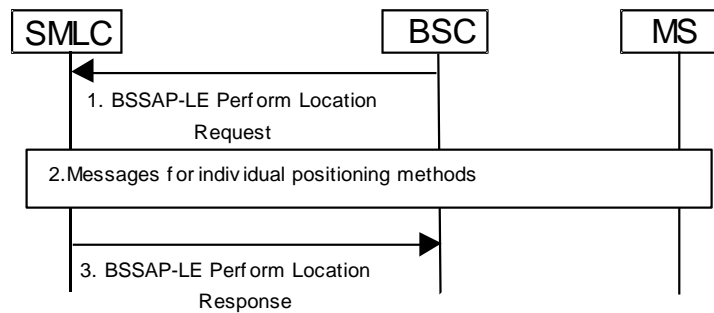 SMLC
BSC
MS
1. BSSAP-LE Perform Location
Request
2.Messages for individual positioning methods
3. BSSAP-LE Perform Location
Response